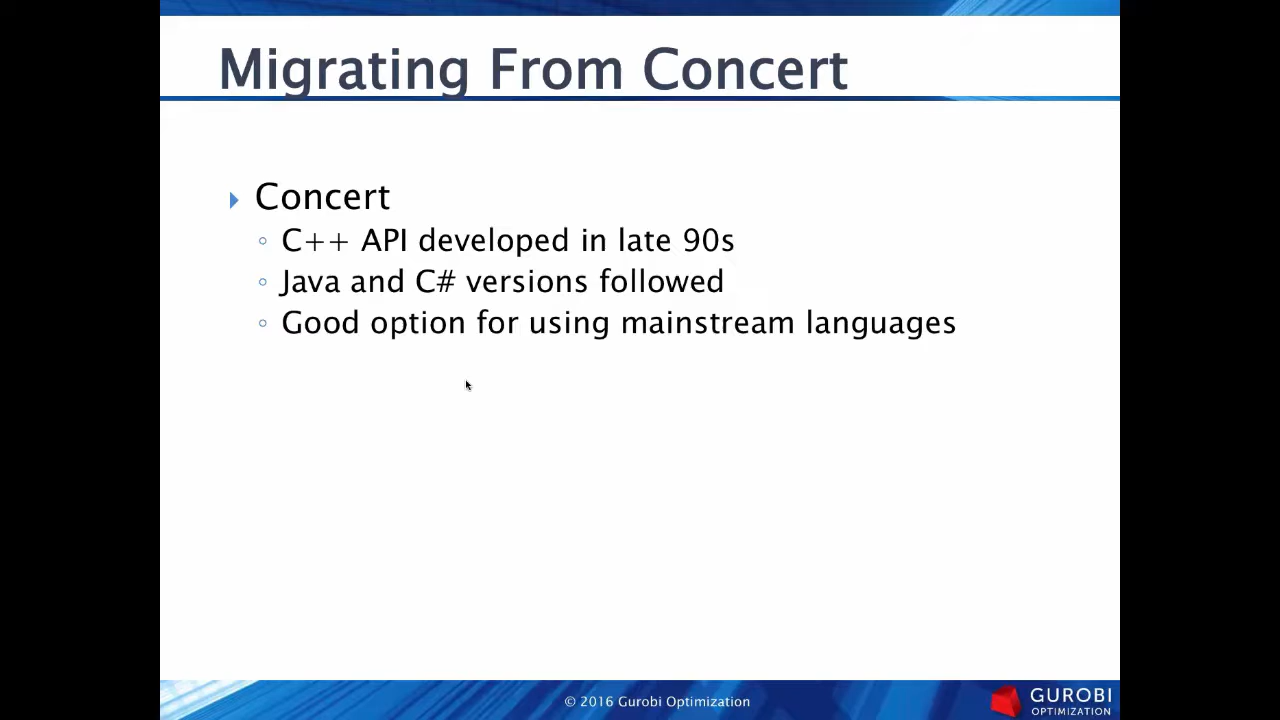 Migrating From Concert
Concert
C++ API developed in late 90s
Java and C# versions followed
Good option for using mainstream languages
© 2016 Gurobi Optimization
GUROBI
OPTIMIZATION